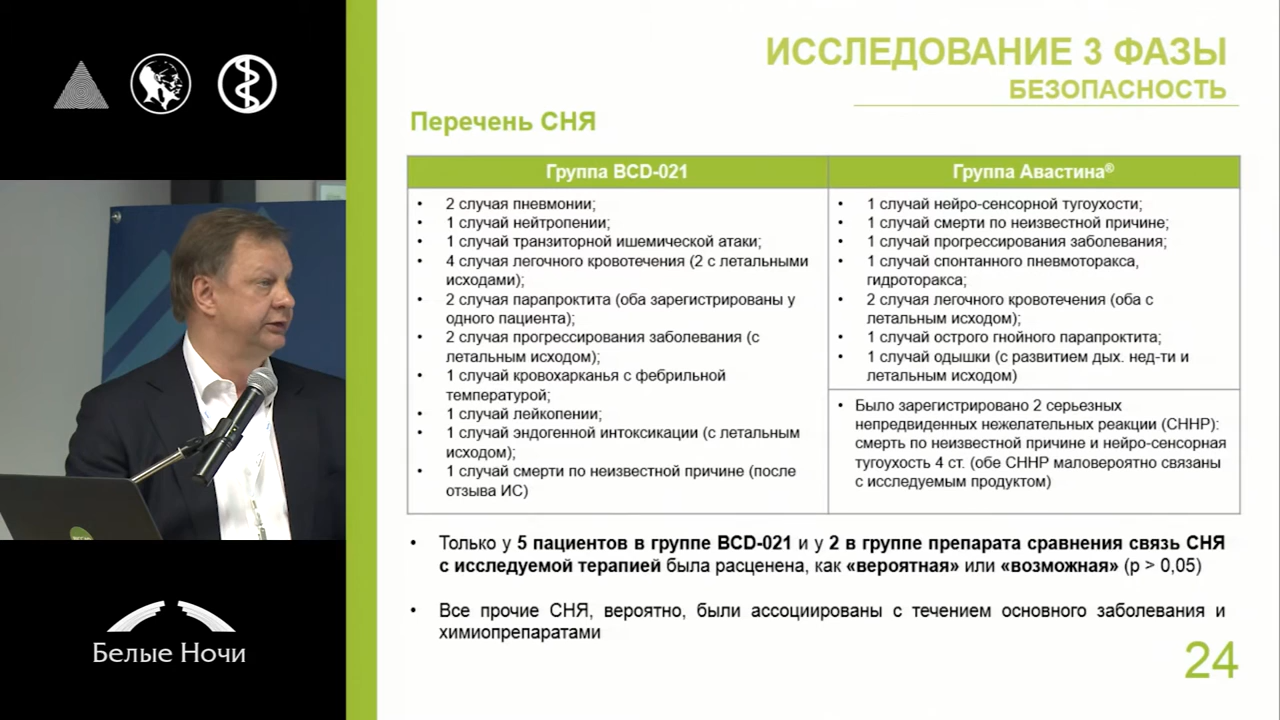 ИССЛЕДОВАНИЕ 3 ФАЗЫ
БЕЗОПАСНОСТЬ
Перечень СНЯ
Группа BCD-021
• 2 случая пневмонии;
• 1 случай нейтропении;
• 1 случай транзиторной ишемической атаки;
• 4 случая легочного кровотечения (2 с летальными
исходами);
• 2 случая парапроктита (оба зарегистрированы у
одного пациента);
• 2 случая прогрессирования заболевания (с
летальным исходом);
• 1 случай кровохарканья с фебрильной
температурой;
• 1 случай лейкопении;
• 1 случай эндогенной интоксикации (с летальным
исходом);
• 1 случай смерти по неизвестной причине (после
отзыва ИС)
Группа Авастина®
• 1 случай нейро-сенсорной тугоухости;
• 1 случай смерти по неизвестной причине;
• 1 случай прогрессирования заболевания;
• 1 случай спонтанного пневмоторакса,
гидроторакса;
• 2 случая легочного кровотечения (оба с
летальным исходом);
• 1 случай острого гнойного парапроктита;
• 1 случай одышки (с развитием дых. нед-ти и
летальным исходом)
• Было зарегистрировано 2 серьезных
непредвиденных нежелательных реакции (СННР):
смерть по неизвестной причине и нейро-сенсорная
тугоухость 4 ст. (обе СННР маловероятно связаны
с исследуемым продуктом)
• Только у 5 пациентов в группе BCD-021 и у 2 в группе препарата сравнения связь СНЯ
с исследуемой терапией была расценена, как «вероятная» или «возможная» (p > 0,05)
• Все прочие СНЯ, вероятно, были ассоциированы с течением основного заболевания и
химиопрепаратами
24
Белые Ночи